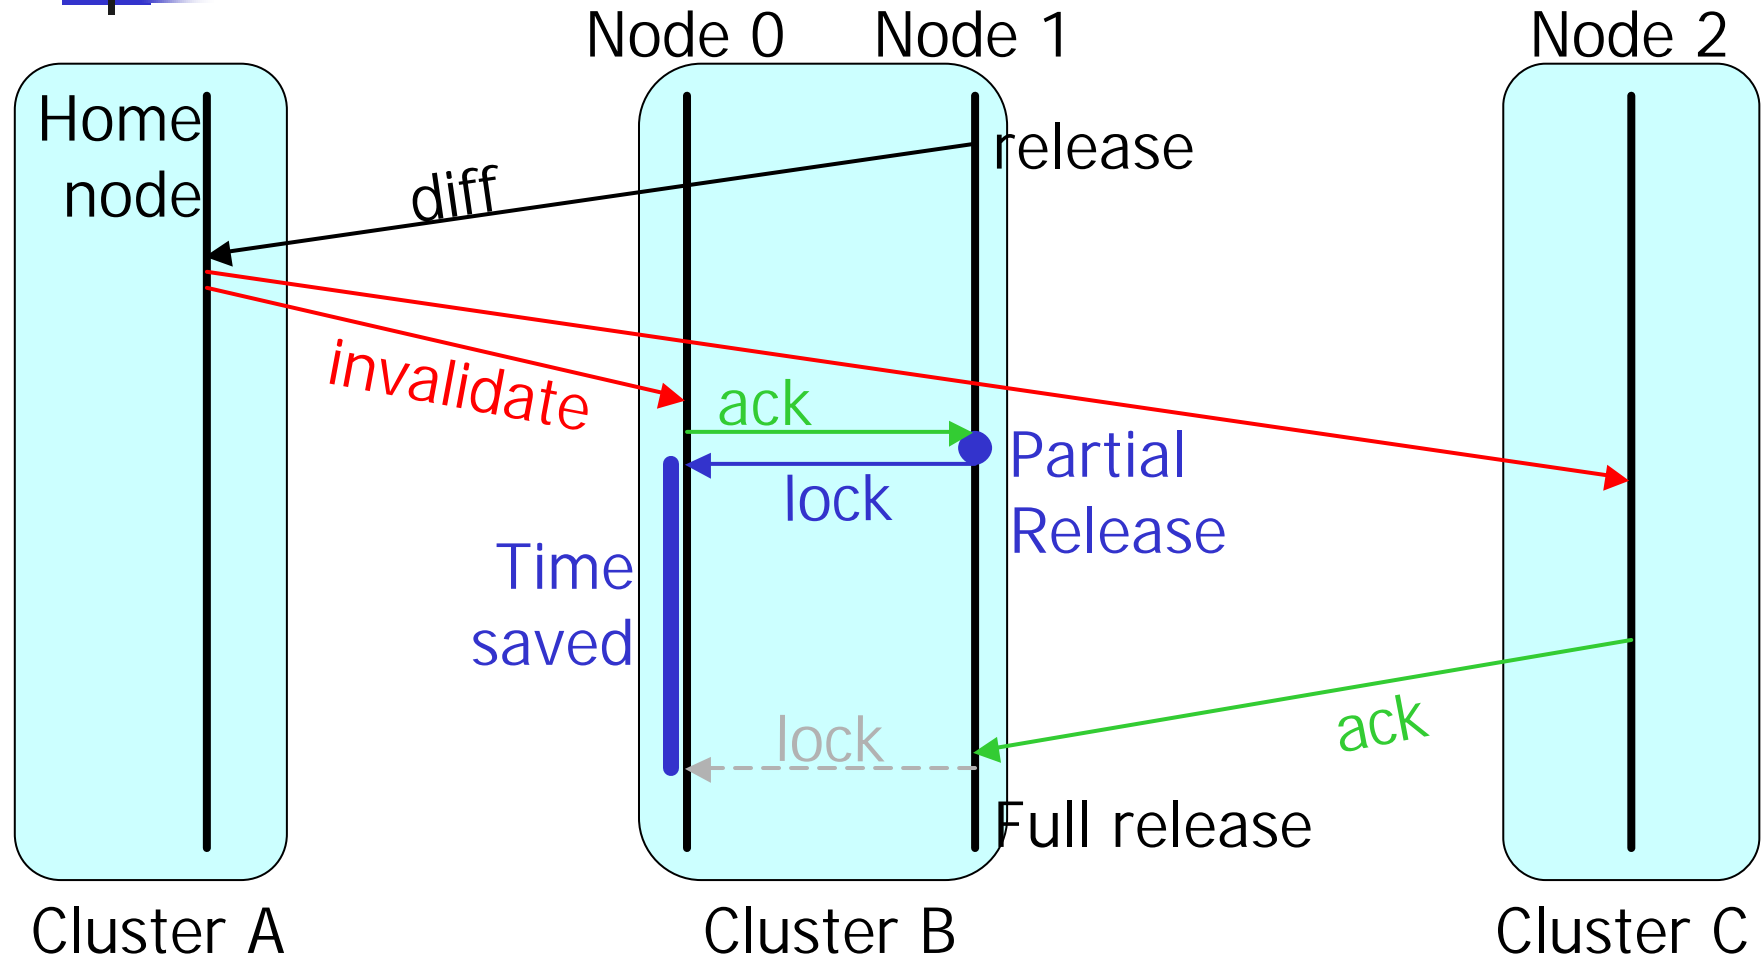 Node 0
Node 1
Node 2
Home
node
release
diff
invalidate
ack
Partial
Release
lock
Time
saved
ack
lock
Full release
Cluster A
Cluster B
Cluster C